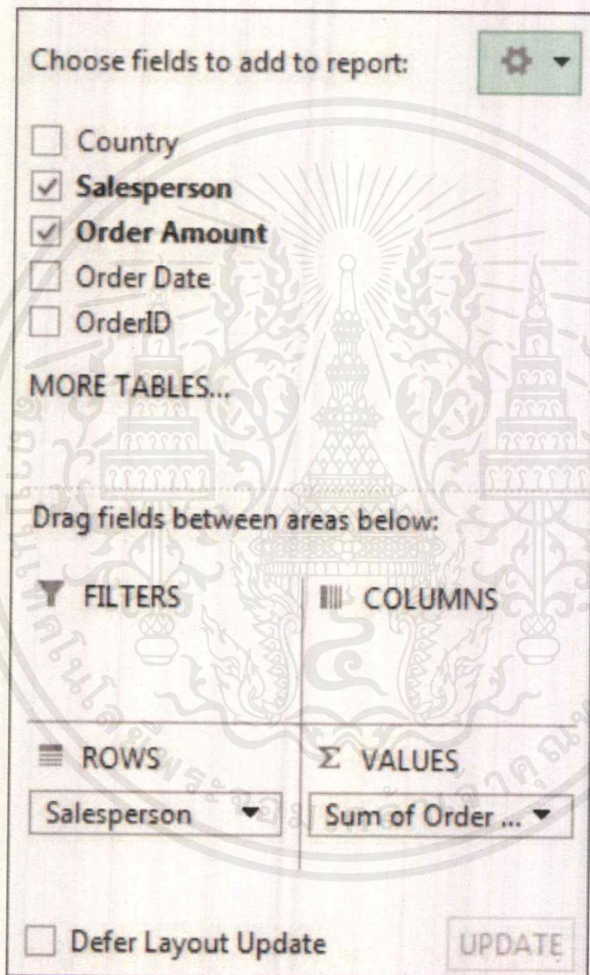 Choose fields to add to report:
Country
Salesperson
Order Amount
Order Date
OrderID
MORE TABLES...
Drag fields between areas below:
FILTERS
COLUMNS
ROWS
Σ VALUES
Salesperson
Sum of Order ...
Defer Layout Update
UPDATE